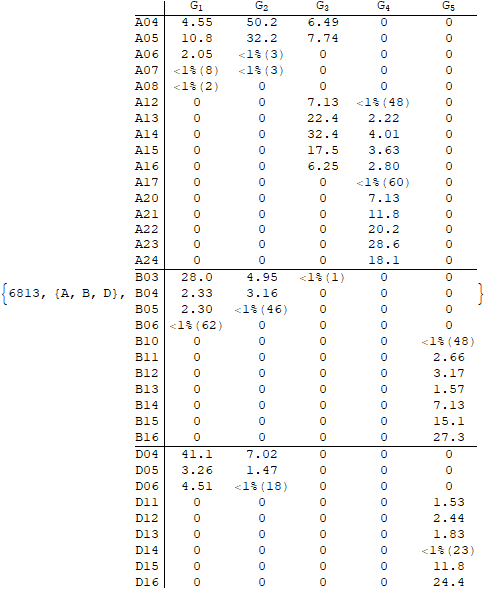 G1 G2 G3 G4 G5
A04 4.55 50.2 6.49 0 0
A05 10.8 32.2 7.74 0 0
A06 2.05 <1%(3) 0 0 0
A07 <1%(8) <1%(3) 0 0 0
A08 <1%(2) 0 0 0 0
A12 0 0 7.13 <1%(48) 0
A13 0 0 22.4 2.22 0
A14 0 0 32.4 4.01 0
A15 0 0 17.5 3.63 0
A16 0 0 6.25 2.80 0
A17 0 0 0 <1%(60) 0
A20 0 0 0 7.13 0
A21 0 0 0 11.8 0
A22 0 0 0 20.2 0
A23 0 0 0 28.6 0
A24 0 0 0 18.1 0
B03 28.0 4.95 <1%(1) 0 0
{6813, {A, B, D}, B04 2.33 3.16 0 0 0 }
B05 2.30 <1%(46) 0 0 0
B06 <1%(62) 0 0 0 0
B10 0 0 0 0 <1%(48)
B11 0 0 0 0 2.66
B12 0 0 0 0 3.17
B13 0 0 0 0 1.57
B14 0 0 0 0 7.13
B15 0 0 0 0 15.1
B16 0 0 0 0 27.3
D04 41.1 7.02 0 0 0
D05 3.26 1.47 0 0 0
D06 4.51 <1%(18) 0 0 0
D11 0 0 0 0 1.53
D12 0 0 0 0 2.44
D13 0 0 0 0 1.83
D14 0 0 0 0 <1%(23)
D15 0 0 0 0 11.8
D16 0 0 0 0 24.4